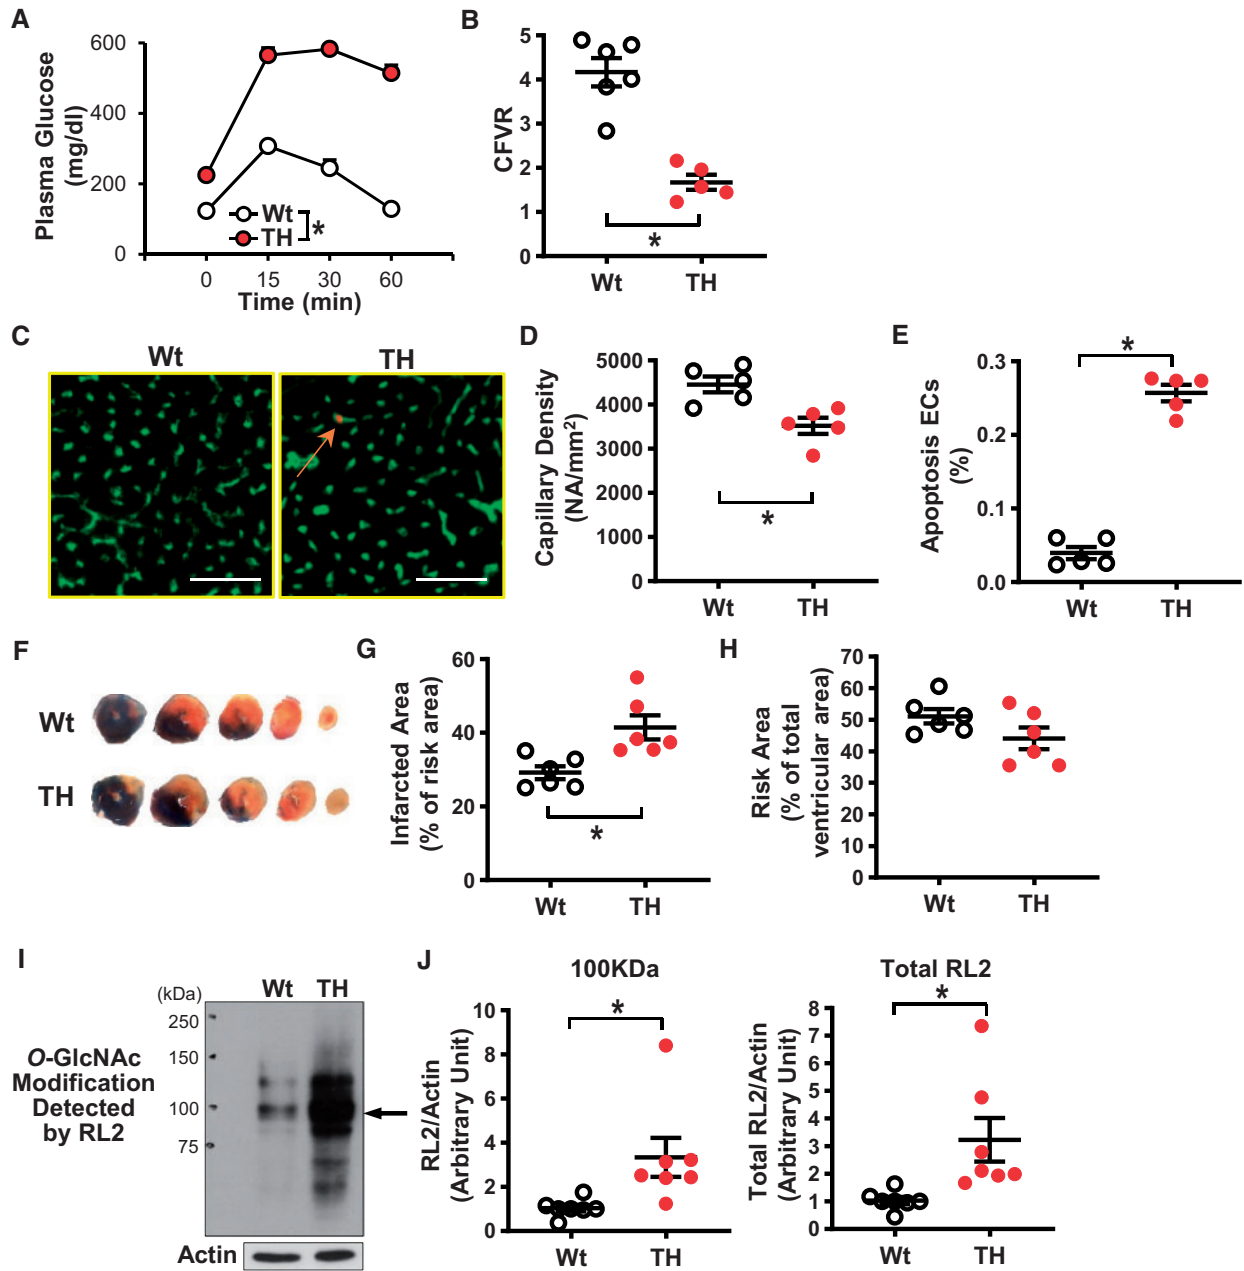 A
600
400
200
0
Plasma Glucose
(mg/dl)
Wt
TH
*
0 15 30 60
Time (min)
B
5
4
3
2
1
0
CFVR
*
Wt TH
C
Wt TH
D
5000
4000
3000
2000
1000
0
Capillary Density
(NA/mm²)
*
Wt TH
E
0.3
0.2
0.1
0.0
Apoptosis ECs
(%)
*
Wt TH
F
Wt
TH
G
60
40
20
0
Infarcted Area
(% of risk area)
*
Wt TH
H
70
60
50
40
30
20
10
0
Risk Area
(% of total
ventricular area)
Wt TH
I
(kDa) Wt TH
250
150
100
75
O-GlcNAc
Modification
Detected
by RL2
Actin
J
100KDa
10
8
6
4
2
0
RL2/Actin
(Arbitrary Unit)
*
Wt TH
Total RL2
8
7
6
5
4
3
2
1
0
Total RL2/Actin
(Arbitrary Unit)
*
Wt TH